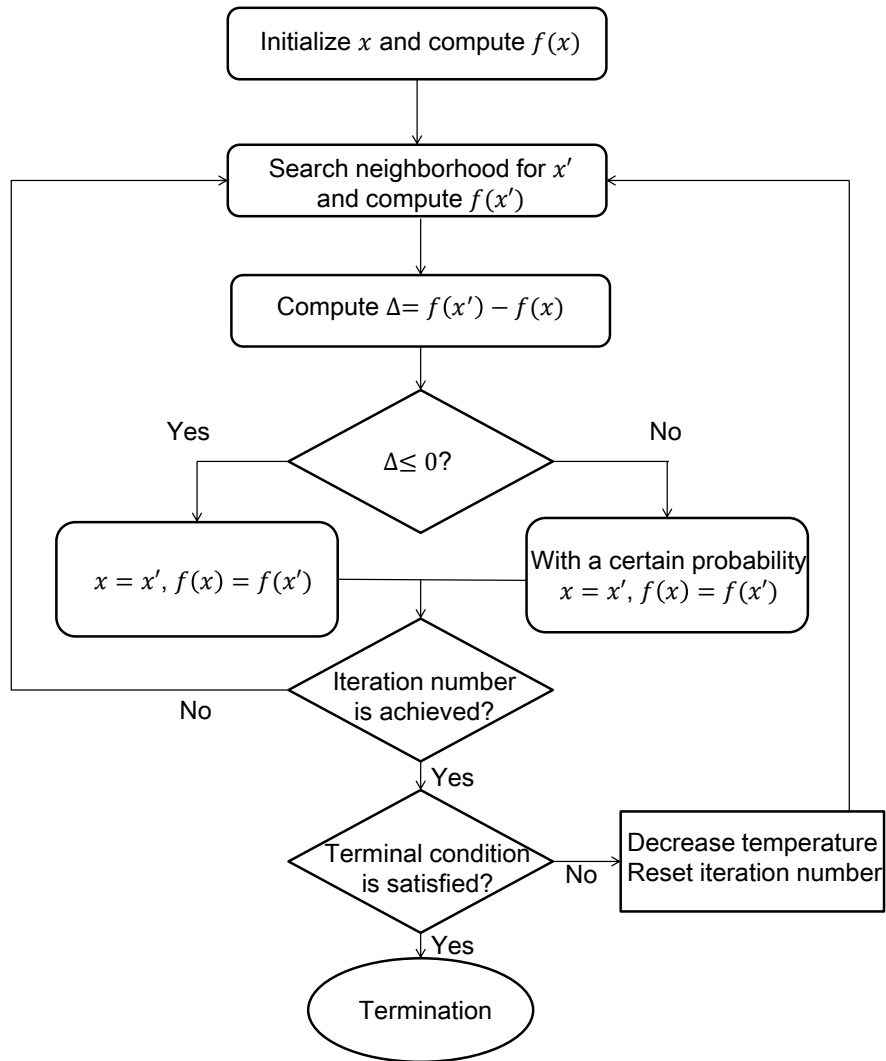 Initialize 𝑥 and compute 𝑓(𝑥)
Search neighborhood for 𝑥′
and compute 𝑓(𝑥′)
Compute Δ= 𝑓(𝑥′) − 𝑓(𝑥)
Yes
No
Δ≤ 0?
𝑥 = 𝑥′, 𝑓(𝑥) = 𝑓(𝑥′)
With a certain probability
𝑥 = 𝑥′, 𝑓(𝑥) = 𝑓(𝑥′)
Iteration number
is achieved?
No
Yes
Terminal condition
is satisfied?
No
Decrease temperature
Reset iteration number
Yes
Termination